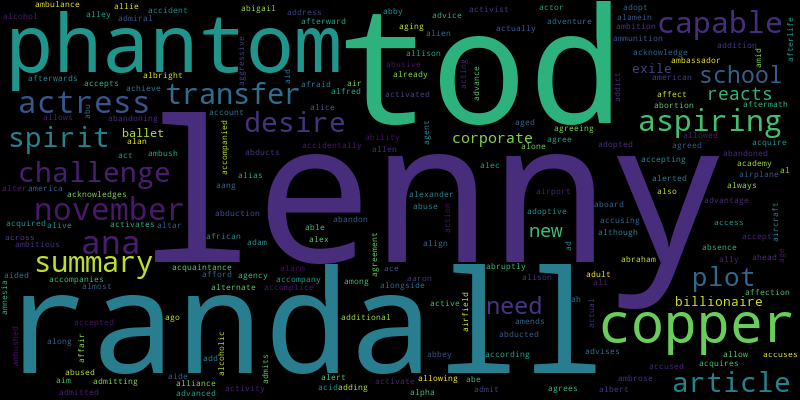 ambulance allie accident
alcohol alley admiral
abigail address
afterward
abby advice activist actor
aging alien actually adventure
adopt
alamein ambition
ammunition
afterlife
phantom
tod
capable
acknowledge addition
ambassador amid
aggressive
aid afraid air alfred
allison
abusive already
activated
acting advance
addict
exile
american
school
afterwards
accepts
albright
achieve
alice
affect
abortion
reacts
aftermath
actress
transfer
abu
allows abandoning
account
desire
aspiring
allowed
acquire
spirit
ballet
alan
act ambush
accompanied
accidentally
ability
allen
agent
aged agreeing
corporate
agree
alone
adopted
agreed
abandoned
academy
airplane
al
challenge
abducts
alias
aang
alec
accepting
alerted
also
always
advantage
alter america
acknowledges
lenny
alexander
abuse
airport
adoptive
aboard
accusing
although
access
aircraft
november
acquired alive
activates altar
abduction
african adam
able
alex
abandon
align
action
new
ad
absence ally accept
ahead age
across
ambitious
ana
agreement
abruptly
abraham
summary
acquaintance
alarm
aided
accompanies
almost
amnesia
afford agency
alternate
accompany
accomplice
among
ace
aaron
alongside
alison
adult
all
plot
affection
randall
ah
active
airfield
need
amends
abducted
actual
billionaire
copper
ambushed
along
accepted
affair
ago
additional
abbey
according
advises
allow
accuses
abused
aim admitting
admitted
aide
add
alcoholic
alliance
advanced
activity
admits
alert
acid adding
activate
allowing
alpha
abe
admit
agrees
ambrose
albert
accused
acquires
article